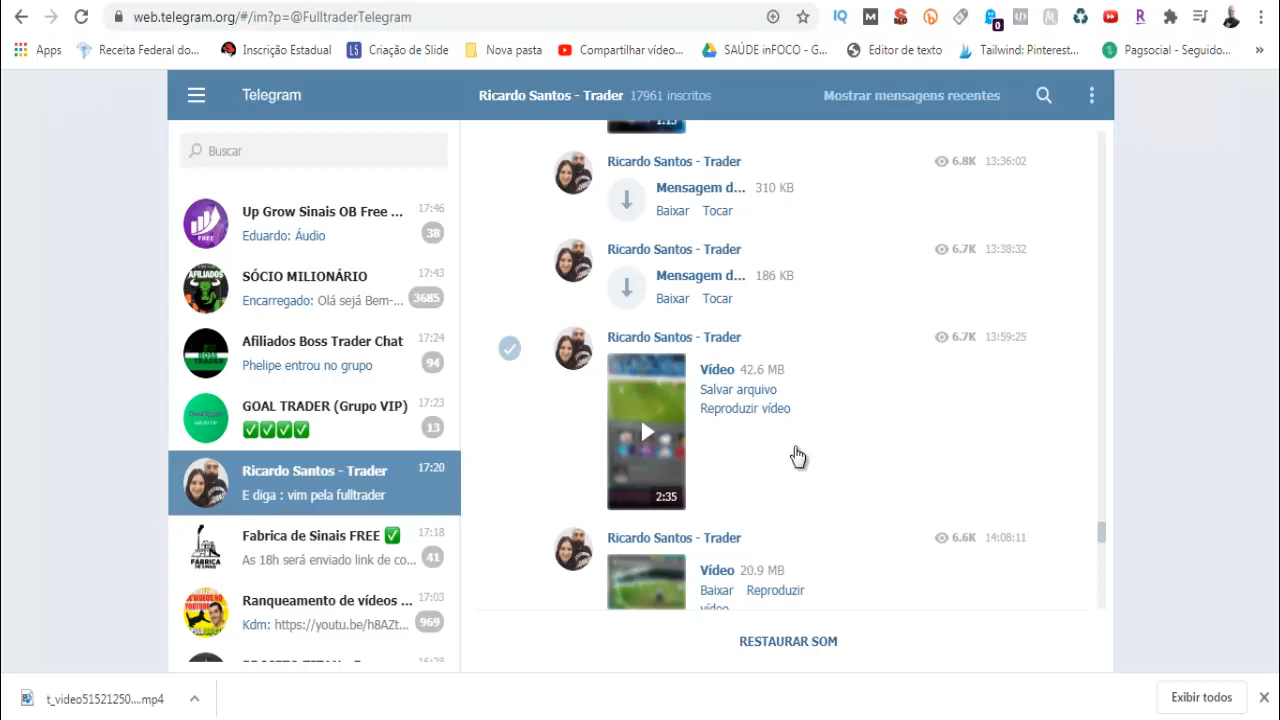 web.telegram.org/#/im?p=@FulltraderTelegram
IQ
0
Apps
Receita Federal do...
Inscrição Estadual
Criação de Slide
Nova pasta
Compartilhar vídeo...
SAÚDE inFOCO - G...
Editor de texto
Tailwind: Pinterest...
Pagsocial - Seguido...
»
Telegram
Ricardo Santos - Trader 17961 inscritos
Mostrar mensagens recentes
Buscar
Up Grow Sinais OB Free ... 17:46
Eduardo: Áudio 38
SÓCIO MILIONÁRIO 17:43
Encarregado: Olá sejá Bem-... 3685
Afiliados Boss Trader Chat 17:24
Phelipe entrou no grupo 94
GOAL TRADER (Grupo VIP) 17:23
✅✅✅✅ 13
Ricardo Santos - Trader 17:20
E diga : vim pela fulltrader
Fabrica de Sinais FREE ✅ 17:18
As 18h será enviado link de co... 41
Ranqueamento de vídeos ... 17:03
Kdm: https://youtu.be/h8AZt... 969
16:28
1:15
Ricardo Santos - Trader 6.8K 13:36:02
Mensagem d... 310 KB
Baixar Tocar
Ricardo Santos - Trader 6.7K 13:38:32
Mensagem d... 186 KB
Baixar Tocar
Ricardo Santos - Trader 6.7K 13:59:25
Vídeo 42.6 MB
Salvar arquivo
Reproduzir vídeo
2:35
Ricardo Santos - Trader 6.6K 14:08:11
Vídeo 20.9 MB
Baixar Reproduzir
vídeo
RESTAURAR SOM
t_video51521250....mp4
Exibir todos